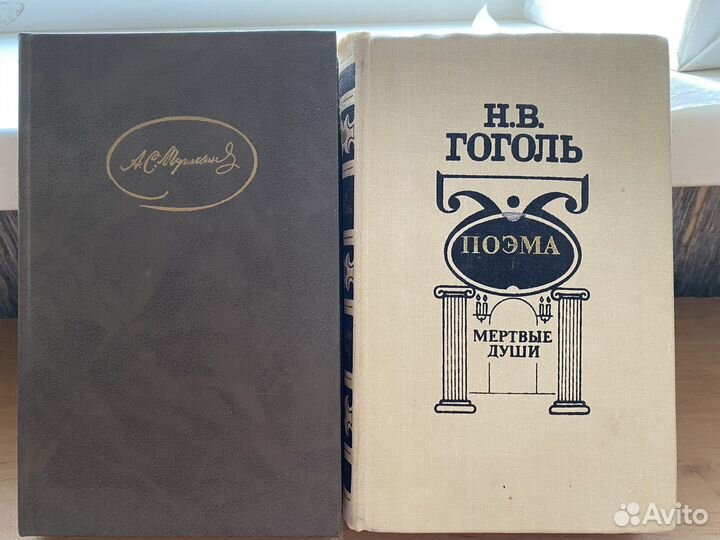 А.С.Пушкин
Н.В.
ГОГОЛЬ
ПОЭМА
МЕРТВЫЕ
ДУШИ
Avito